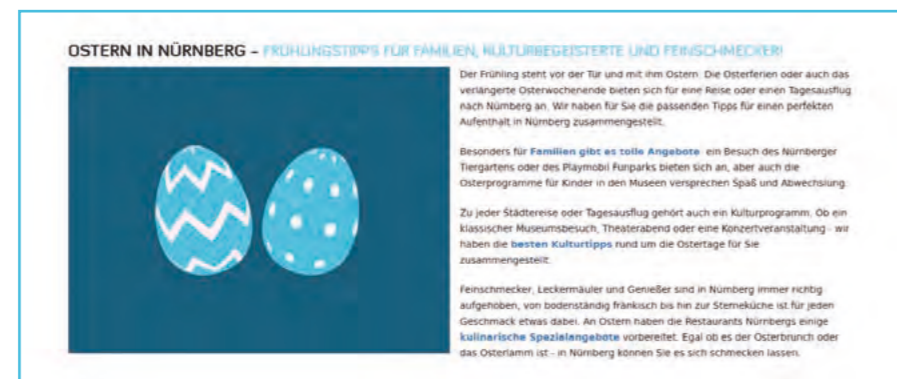 OSTERN IN NÜRNBERG – FRÜHLINGSTIPPS FÜR FAMILIEN, KULTURBEGEISTERTE UND FEINSCHMECKER!
Der Frühling steht vor der Tür und mit ihm Ostern. Die Osterferien oder auch das
verlängerte Osterwochenende bieten sich für eine Reise oder einen Tagesausflug
nach Nürnberg an. Wir haben für Sie die passenden Tipps für einen perfekten
Aufenthalt in Nürnberg zusammengestellt.
Besonders für Familien gibt es tolle Angebote: ein Besuch des Nürnberger
Tiergartens oder des Playmobil Funparks bieten sich an, aber auch die
Osterprogramme für Kinder in den Museen versprechen Spaß und Abwechslung.
Zu jeder Städtereise oder Tagesausflug gehört auch ein Kulturprogramm. Ob ein
klassischer Museumsbesuch, Theaterabend oder eine Konzertveranstaltung - wir
haben die besten Kulturtipps rund um die Ostertage für Sie
zusammengestellt.
Feinschmecker, Leckermäuler und Genießer sind in Nürnberg immer richtig
aufgehoben, von bodenständig fränkisch bis hin zur Sterneküche ist für jeden
Geschmack etwas dabei. An Ostern haben die Restaurants Nürnbergs einige
kulinarische Spezialangebote vorbereitet. Egal ob es der Osterbrunch oder
das Osterlamm ist - in Nürnberg können Sie es sich schmecken lassen.